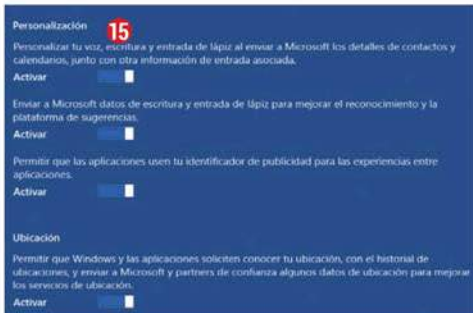 Personalización
15
Personalizar tu voz, escritura y entrada de lápiz al enviar a Microsoft los detalles de contactos y
calendarios, junto con otra información de entrada asociada.
Activar
Enviar a Microsoft datos de escritura y entrada de lápiz para mejorar el reconocimiento y la
plataforma de sugerencias.
Activar
Permitir que las aplicaciones usen tu identificador de publicidad para las experiencias entre
aplicaciones.
Activar
Ubicación
Permitir que Windows y las aplicaciones soliciten conocer tu ubicación, con el historial de
ubicaciones, y enviar a Microsoft y partners de confianza algunos datos de ubicación para mejorar
los servicios de ubicación.
Activar